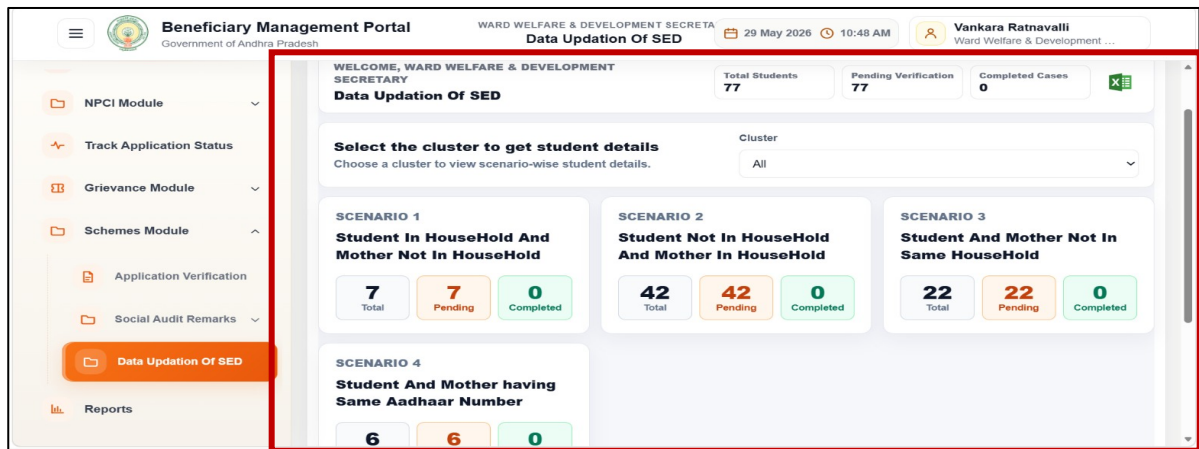 Beneficiary Management Portal
Government of Andhra Pradesh
WARD WELFARE & DEVELOPMENT SECRETA
Data Updation Of SED
29 May 2026 10:48 AM
Vankara Ratnavalli
Ward Welfare & Development ...
NPCI Module
Track Application Status
Grievance Module
Schemes Module
Application Verification
Social Audit Remarks
Data Updation Of SED
Reports
WELCOME, WARD WELFARE & DEVELOPMENT
SECRETARY
Data Updation Of SED
Total Students
77
Pending Verification
77
Completed Cases
0
Select the cluster to get student details
Choose a cluster to view scenario-wise student details.
Cluster
All
SCENARIO 1
Student In HouseHold And
Mother Not In HouseHold
7 7 0
Total Pending Completed
SCENARIO 2
Student Not In HouseHold
And Mother In HouseHold
42 42 0
Total Pending Completed
SCENARIO 3
Student And Mother Not In
Same HouseHold
22 22 0
Total Pending Completed
SCENARIO 4
Student And Mother having
Same Aadhaar Number
6 6 0